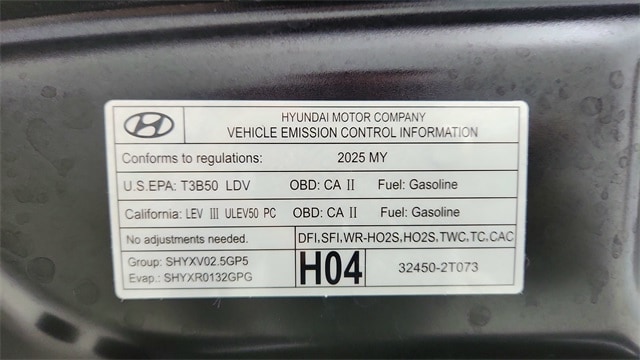 HYUNDAI MOTOR COMPANY
VEHICLE EMISSION CONTROL INFORMATION
Conforms to regulations: 2025 MY
U.S.EPA: T3B50 LDV OBD: CA II Fuel: Gasoline
California: LEV III ULEV50 PC OBD: CA II Fuel: Gasoline
No adjustments needed. DFI,SFI,WR-HO2S,HO2S,TWC,TC,CAC
Group: SHYXV02.5GP5
Evap.: SHYXR0132GPG
H04
32450-2T073